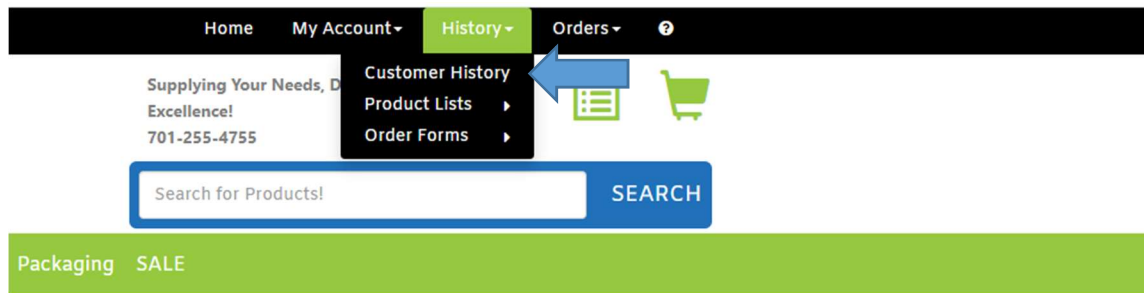 Home My Account History Orders ?
Customer History
Product Lists
Order Forms
Supplying Your Needs, D
Excellence!
701-255-4755
Search for Products! SEARCH
Packaging SALE